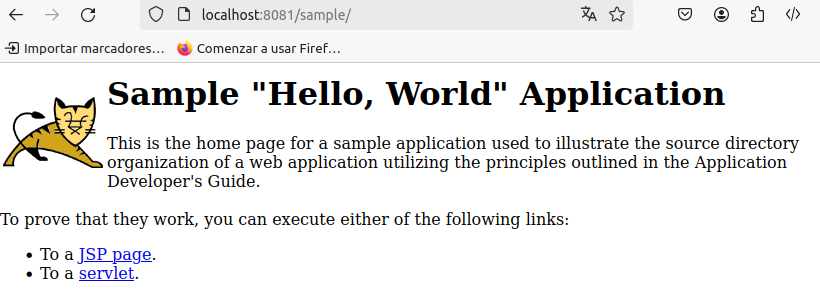 localhost:8081/sample/
Importar marcadores… Comenzar a usar Firef…
Sample "Hello, World" Application
This is the home page for a sample application used to illustrate the source directory
organization of a web application utilizing the principles outlined in the Application
Developer's Guide.
To prove that they work, you can execute either of the following links:
• To a JSP page.
• To a servlet.